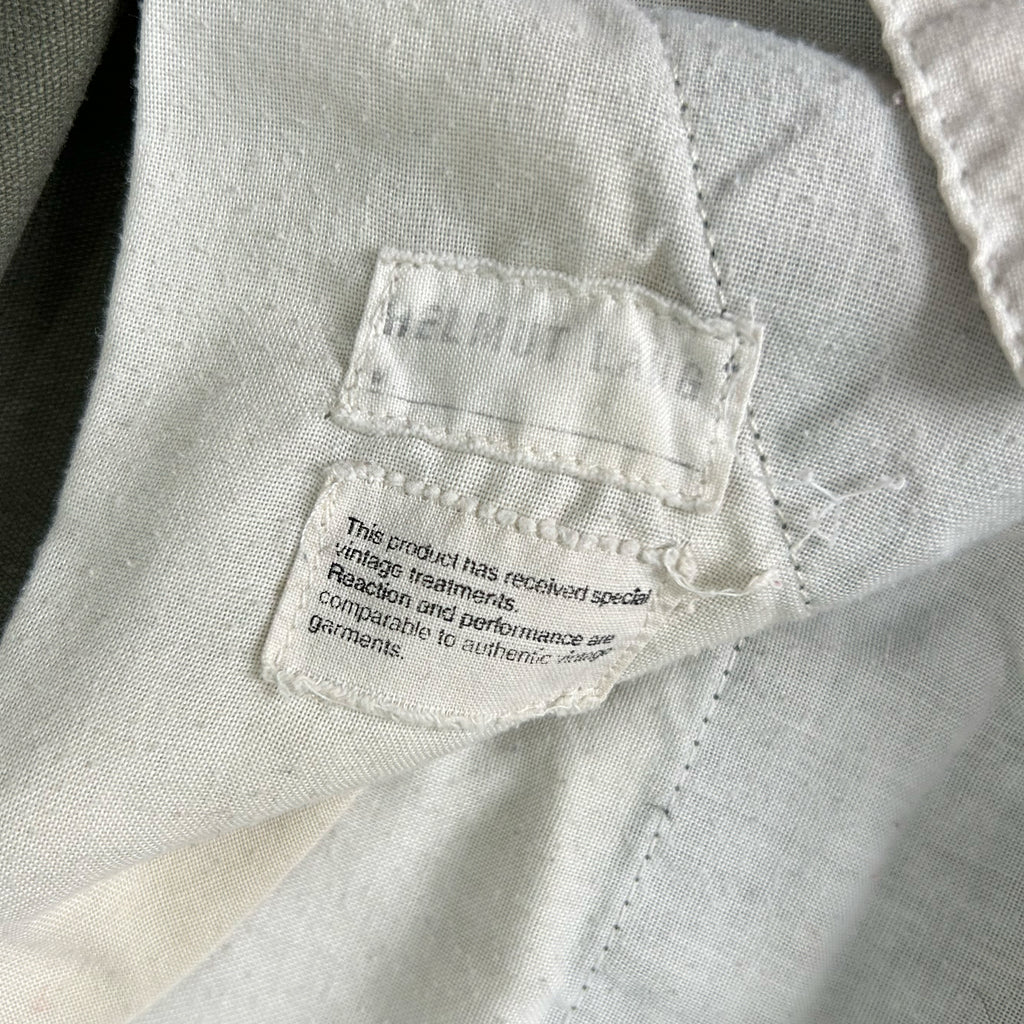 HELMUT LANG
This product has received special
vintage treatments.
Reaction and performance are
comparable to authentic vintage
garments.